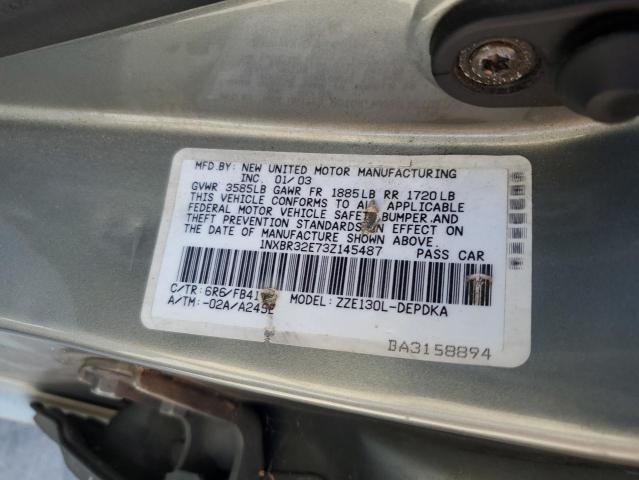 MFD.BY: NEW UNITED MOTOR MANUFACTURING
INC. 01/03
GVWR 3585LB GAWR FR 1885LB RR 1720LB
THIS VEHICLE CONFORMS TO ALL APPLICABLE
FEDERAL MOTOR VEHICLE SAFETY, BUMPER, AND
THEFT PREVENTION STANDARDS IN EFFECT ON
THE DATE OF MANUFACTURE SHOWN ABOVE.
1NXBR32E73Z145487 PASS CAR
C/TR: 6R6/FB41 MODEL: ZZE130L-DEPDKA
A/TM: -02A/A245E
BA3158894